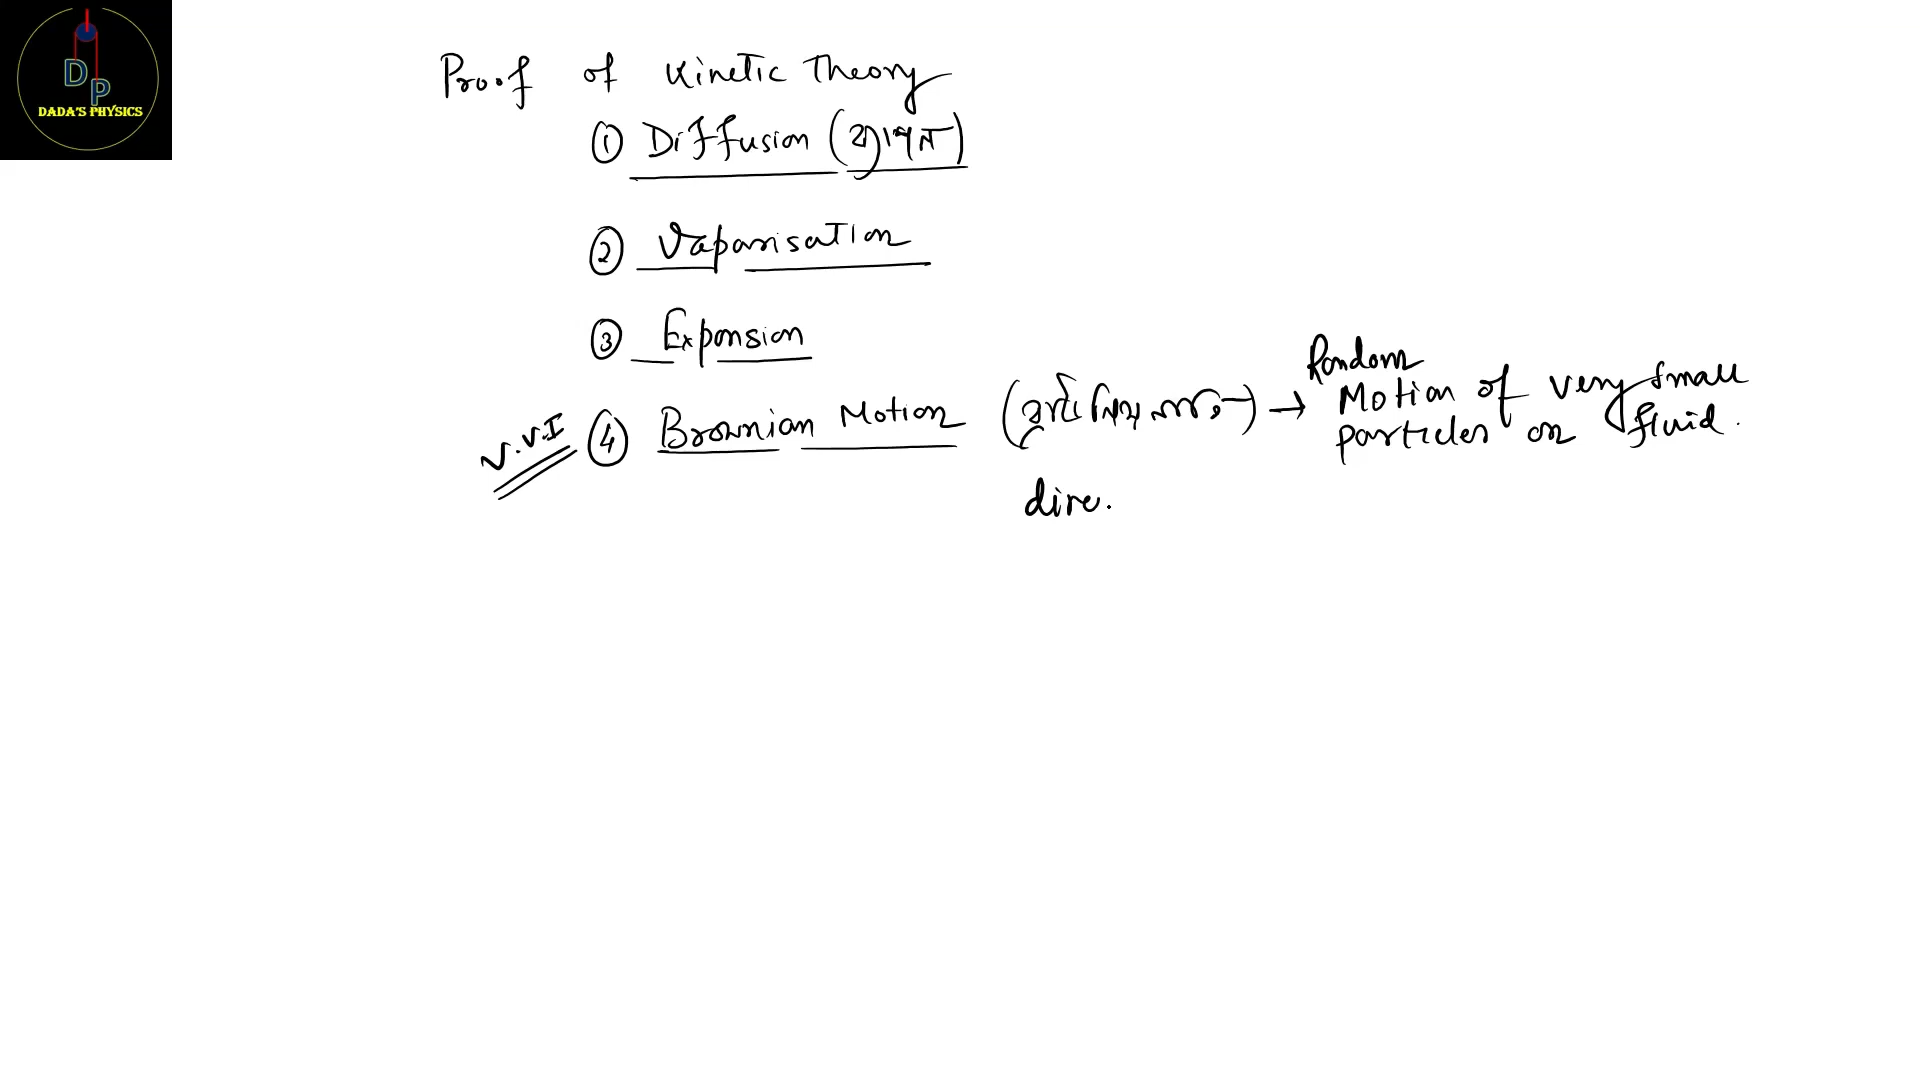 DP
DADA'S PHYSICS
Proof of Kinetic Theory
① Diffusion (ব্যাপন)
② Vaporisation
③ Expansion
V.V.I ④ Brownian Motion → Random
Motion of very small
particles on fluid.
dire.